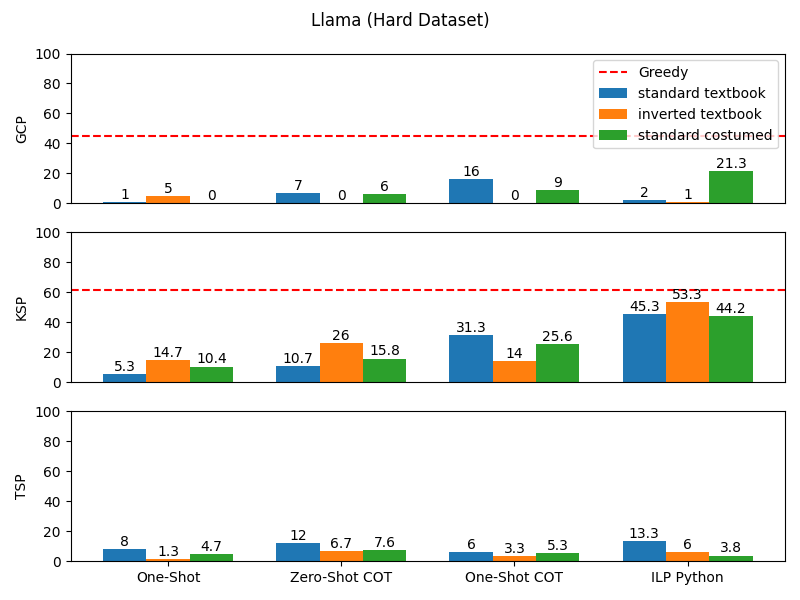 Llama (Hard Dataset)
GCP
100
80
60
40
20
0
Greedy
standard textbook
inverted textbook
standard costumed
1 5 0 7 0 6 16 0 9 2 1 21.3
KSP
100
80
60
40
20
0
5.3 14.7 10.4 10.7 26 15.8 31.3 14 25.6 45.3 53.3 44.2
TSP
100
80
60
40
20
0
8 1.3 4.7 12 6.7 7.6 6 3.3 5.3 13.3 6 3.8
One-Shot Zero-Shot COT One-Shot COT ILP Python